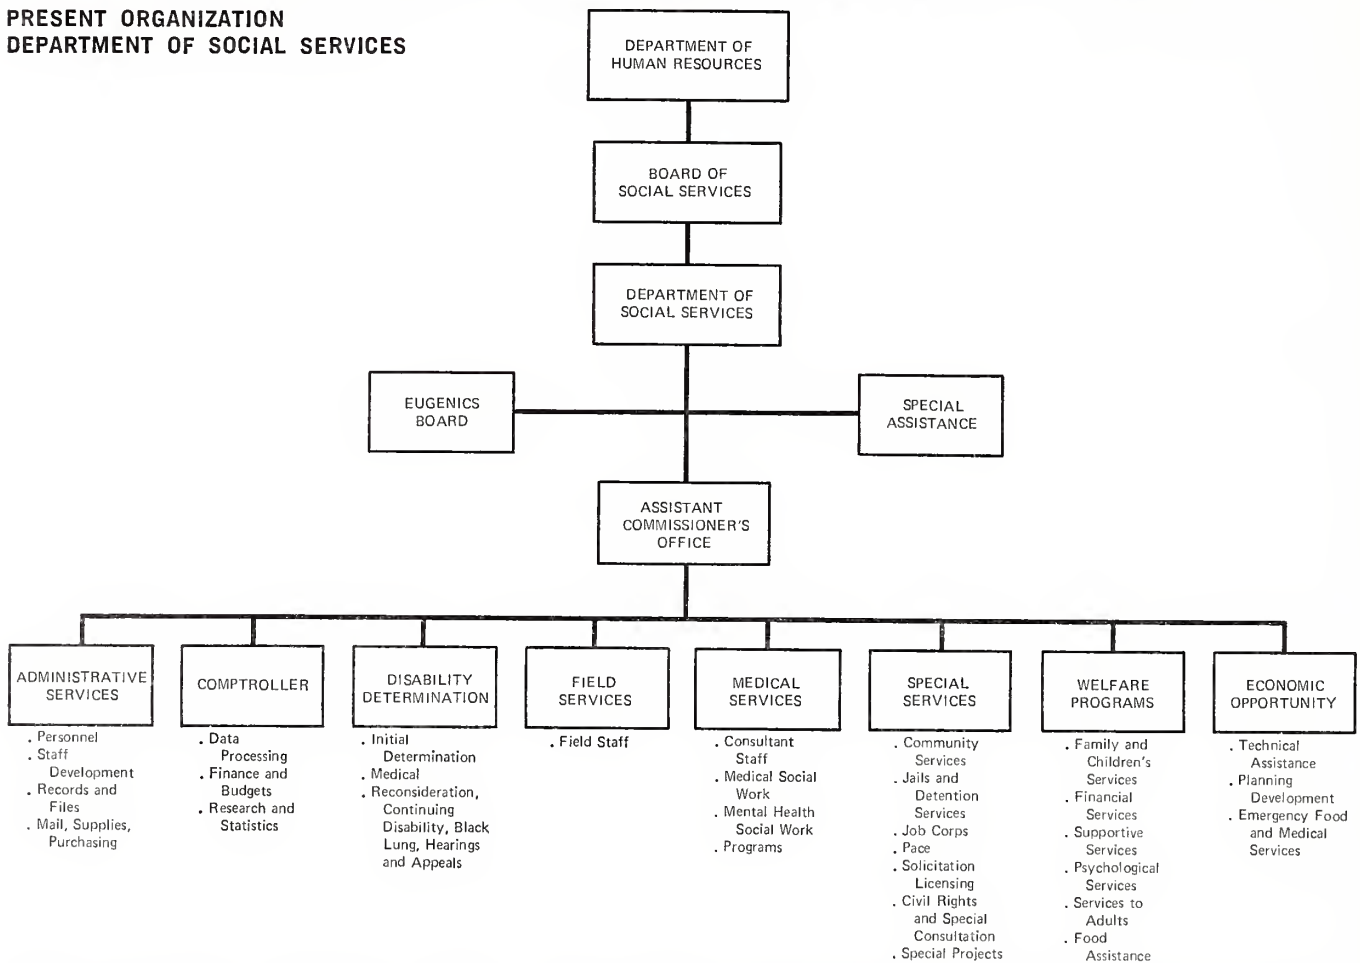 PRESENT ORGANIZATION
DEPARTMENT OF SOCIAL SERVICES
DEPARTMENT OF
HUMAN RESOURCES
BOARD OF
SOCIAL SERVICES
DEPARTMENT OF
SOCIAL SERVICES
EUGENICS
BOARD
SPECIAL
ASSISTANCE
ASSISTANT
COMMISSIONER'S
OFFICE
ADMINISTRATIVE
SERVICES
. Personnel
. Staff
Development
. Records and
Files
. Mail, Supplies,
Purchasing
COMPTROLLER
. Data
Processing
. Finance and
Budgets
. Research and
Statistics
DISABILITY
DETERMINATION
. Initial
Determination
. Medical
. Reconsideration,
Continuing
Disability, Black
Lung, Hearings
and Appeals
FIELD
SERVICES
. Field Staff
MEDICAL
SERVICES
. Consultant
Staff
. Medical Social
Work
. Mental Health
Social Work
. Programs
SPECIAL
SERVICES
. Community
Services
. Jails and
Detention
Services
. Job Corps
. Pace
. Solicitation
Licensing
. Civil Rights
and Special
Consultation
. Special Projects
WELFARE
PROGRAMS
. Family and
Children's
Services
. Financial
Services
. Supportive
Services
. Psychological
Services
. Services to
Adults
. Food
Assistance
ECONOMIC
OPPORTUNITY
. Technical
Assistance
. Planning
Development
. Emergency Food
and Medical
Services